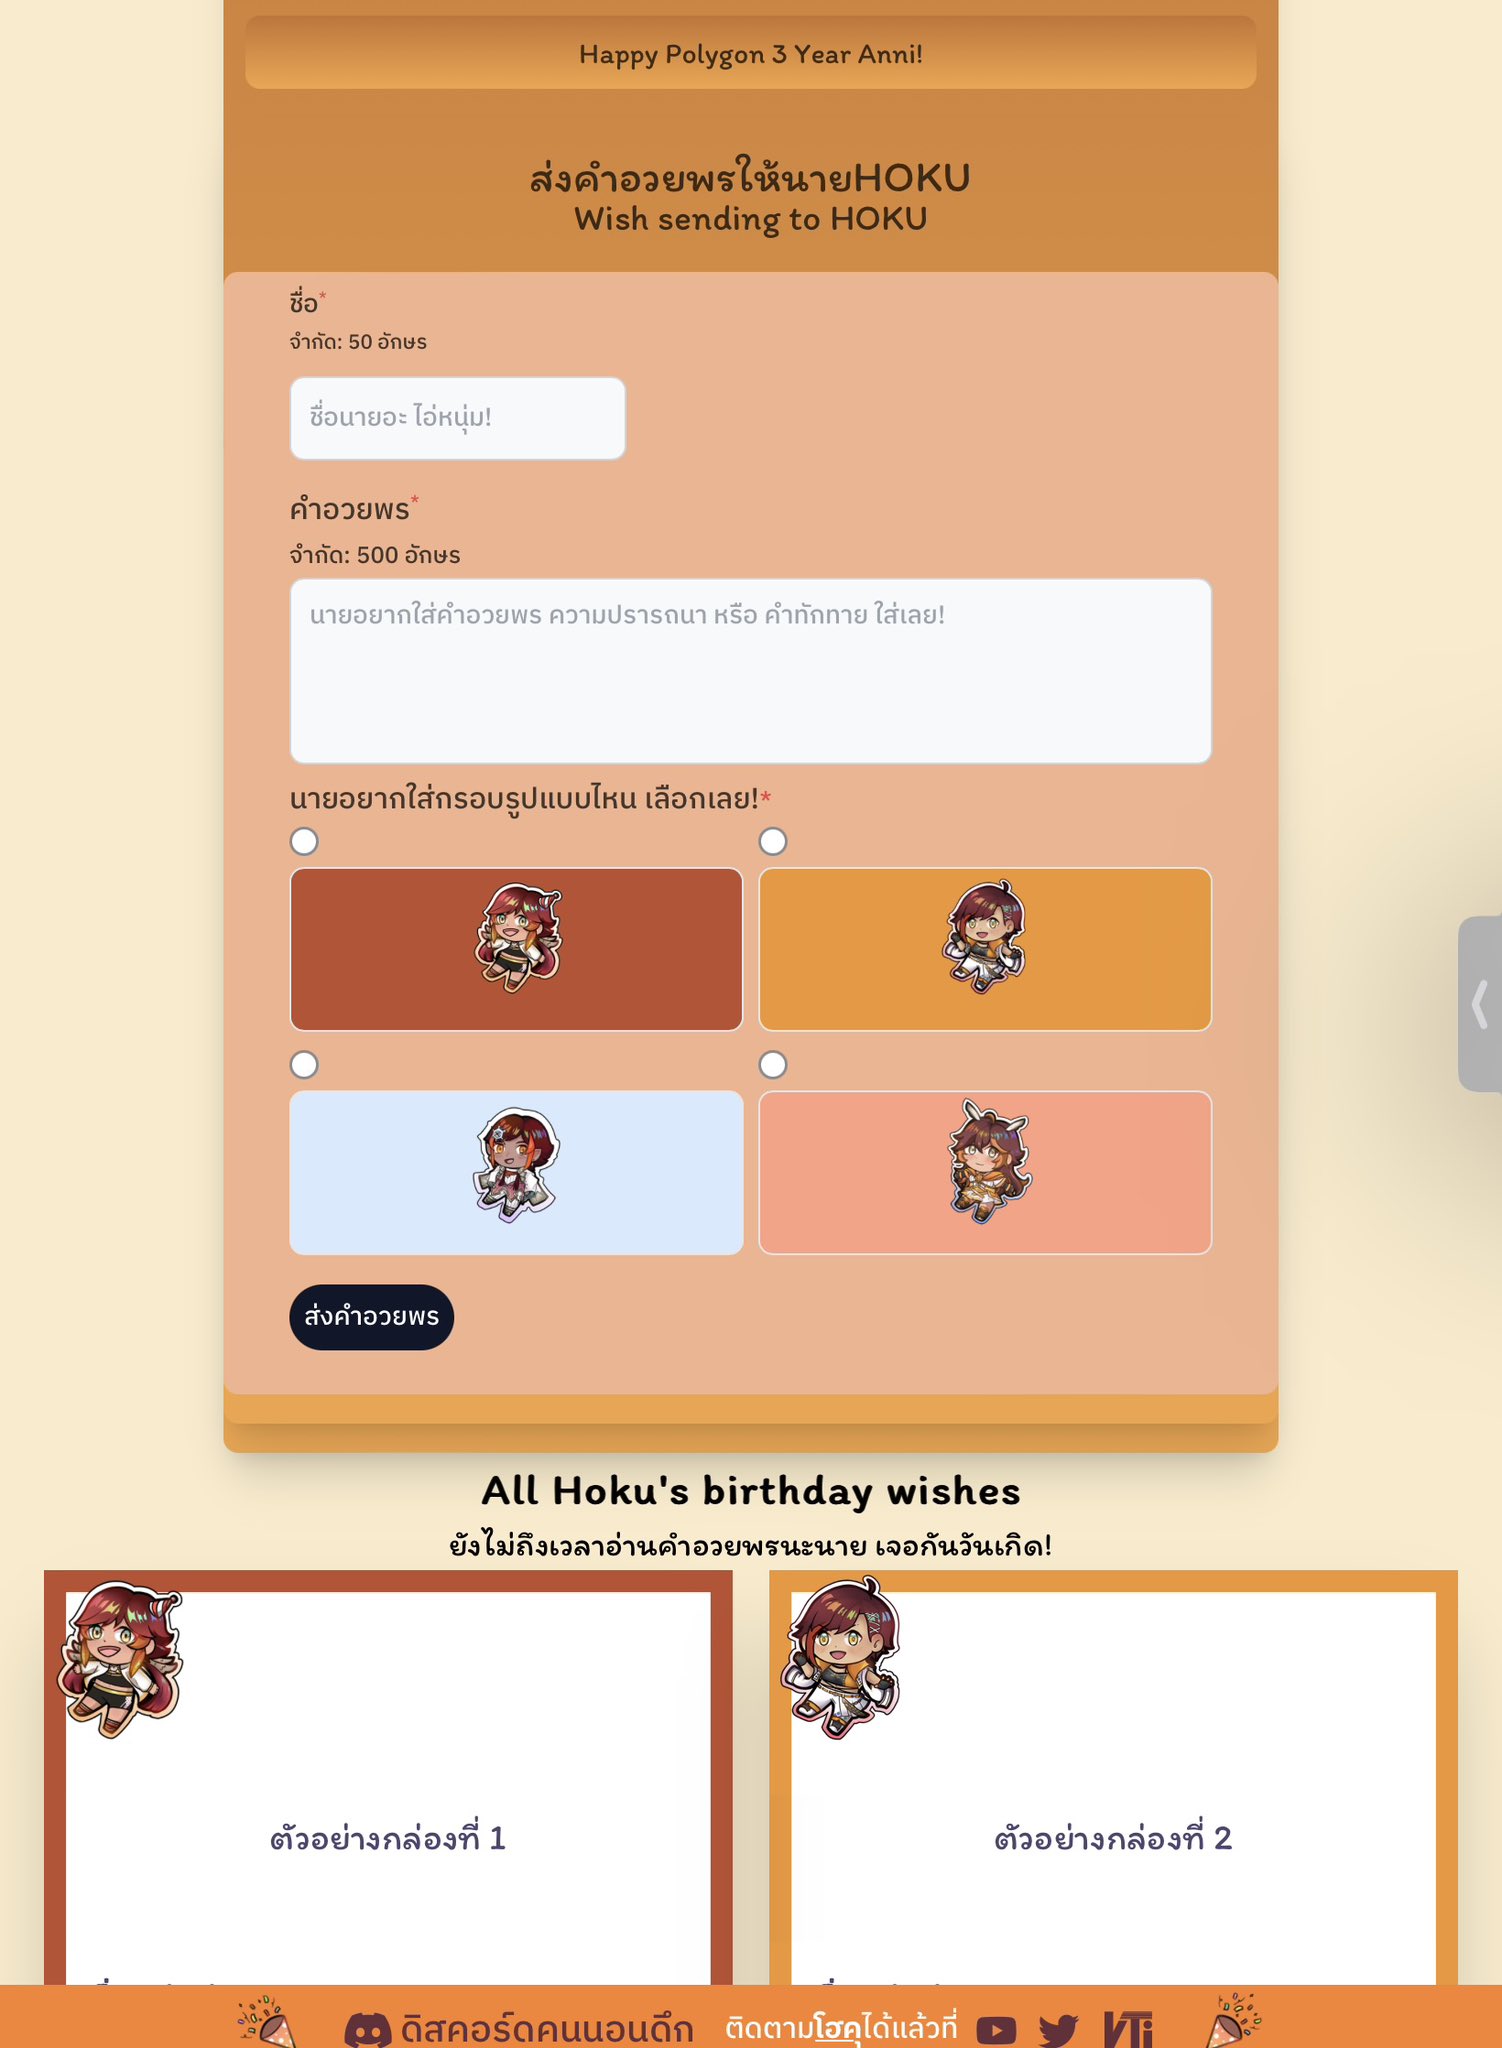 Happy Polygon 3 Year Anni!
ส่งคำอวยพรให้นายHOKU
Wish sending to HOKU
ชื่อ*
จำกัด: 50 อักษร
ชื่อนายอะ ไอ่หนุ่ม!
คำอวยพร*
จำกัด: 500 อักษร
นายอยากใส่คำอวยพร ความปรารถนา หรือ คำทักทาย ใส่เลย!
นายอยากใส่กรอบรูปแบบไหน เลือกเลย!*
ส่งคำอวยพร
All Hoku's birthday wishes
ยังไม่ถึงเวลาอ่านคำอวยพรนะนาย เจอกันวันเกิด!
ตัวอย่างกล่องที่ 1
ตัวอย่างกล่องที่ 2
ดิสคอร์ดคนนอนดึก ติดตามโฮคุได้แล้วที่